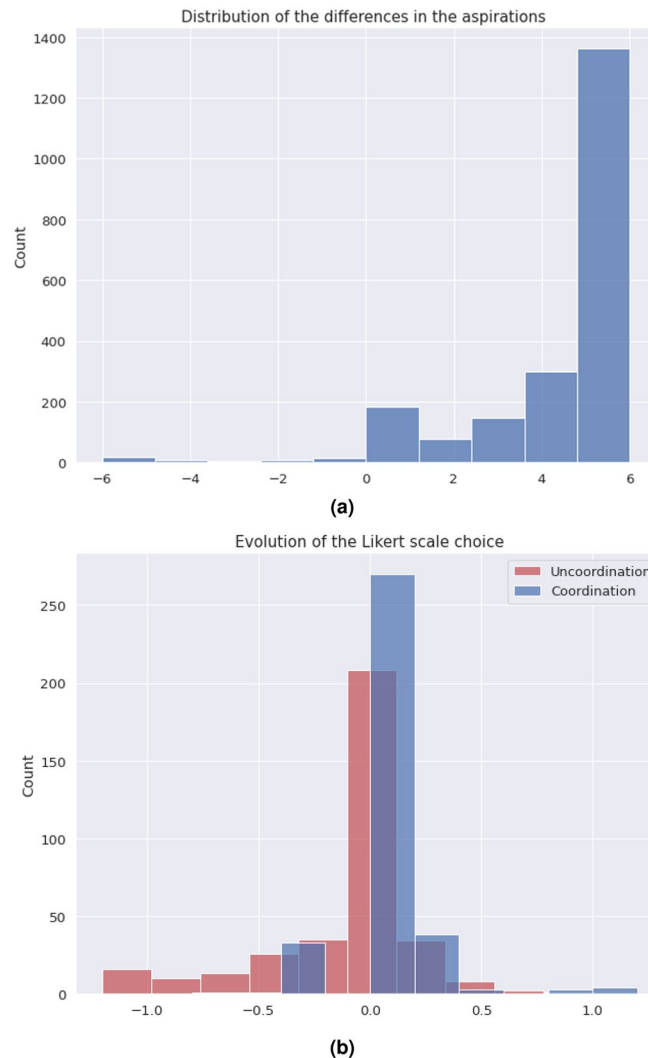 Distribution of the differences in the aspirations
1400
1200
1000
800
600
400
200
0
Count
−6 −4 −2 0 2 4 6
(a)
Evolution of the Likert scale choice
Uncoordination
Coordination
250
200
150
100
50
0
Count
−1.0 −0.5 0.0 0.5 1.0
(b)